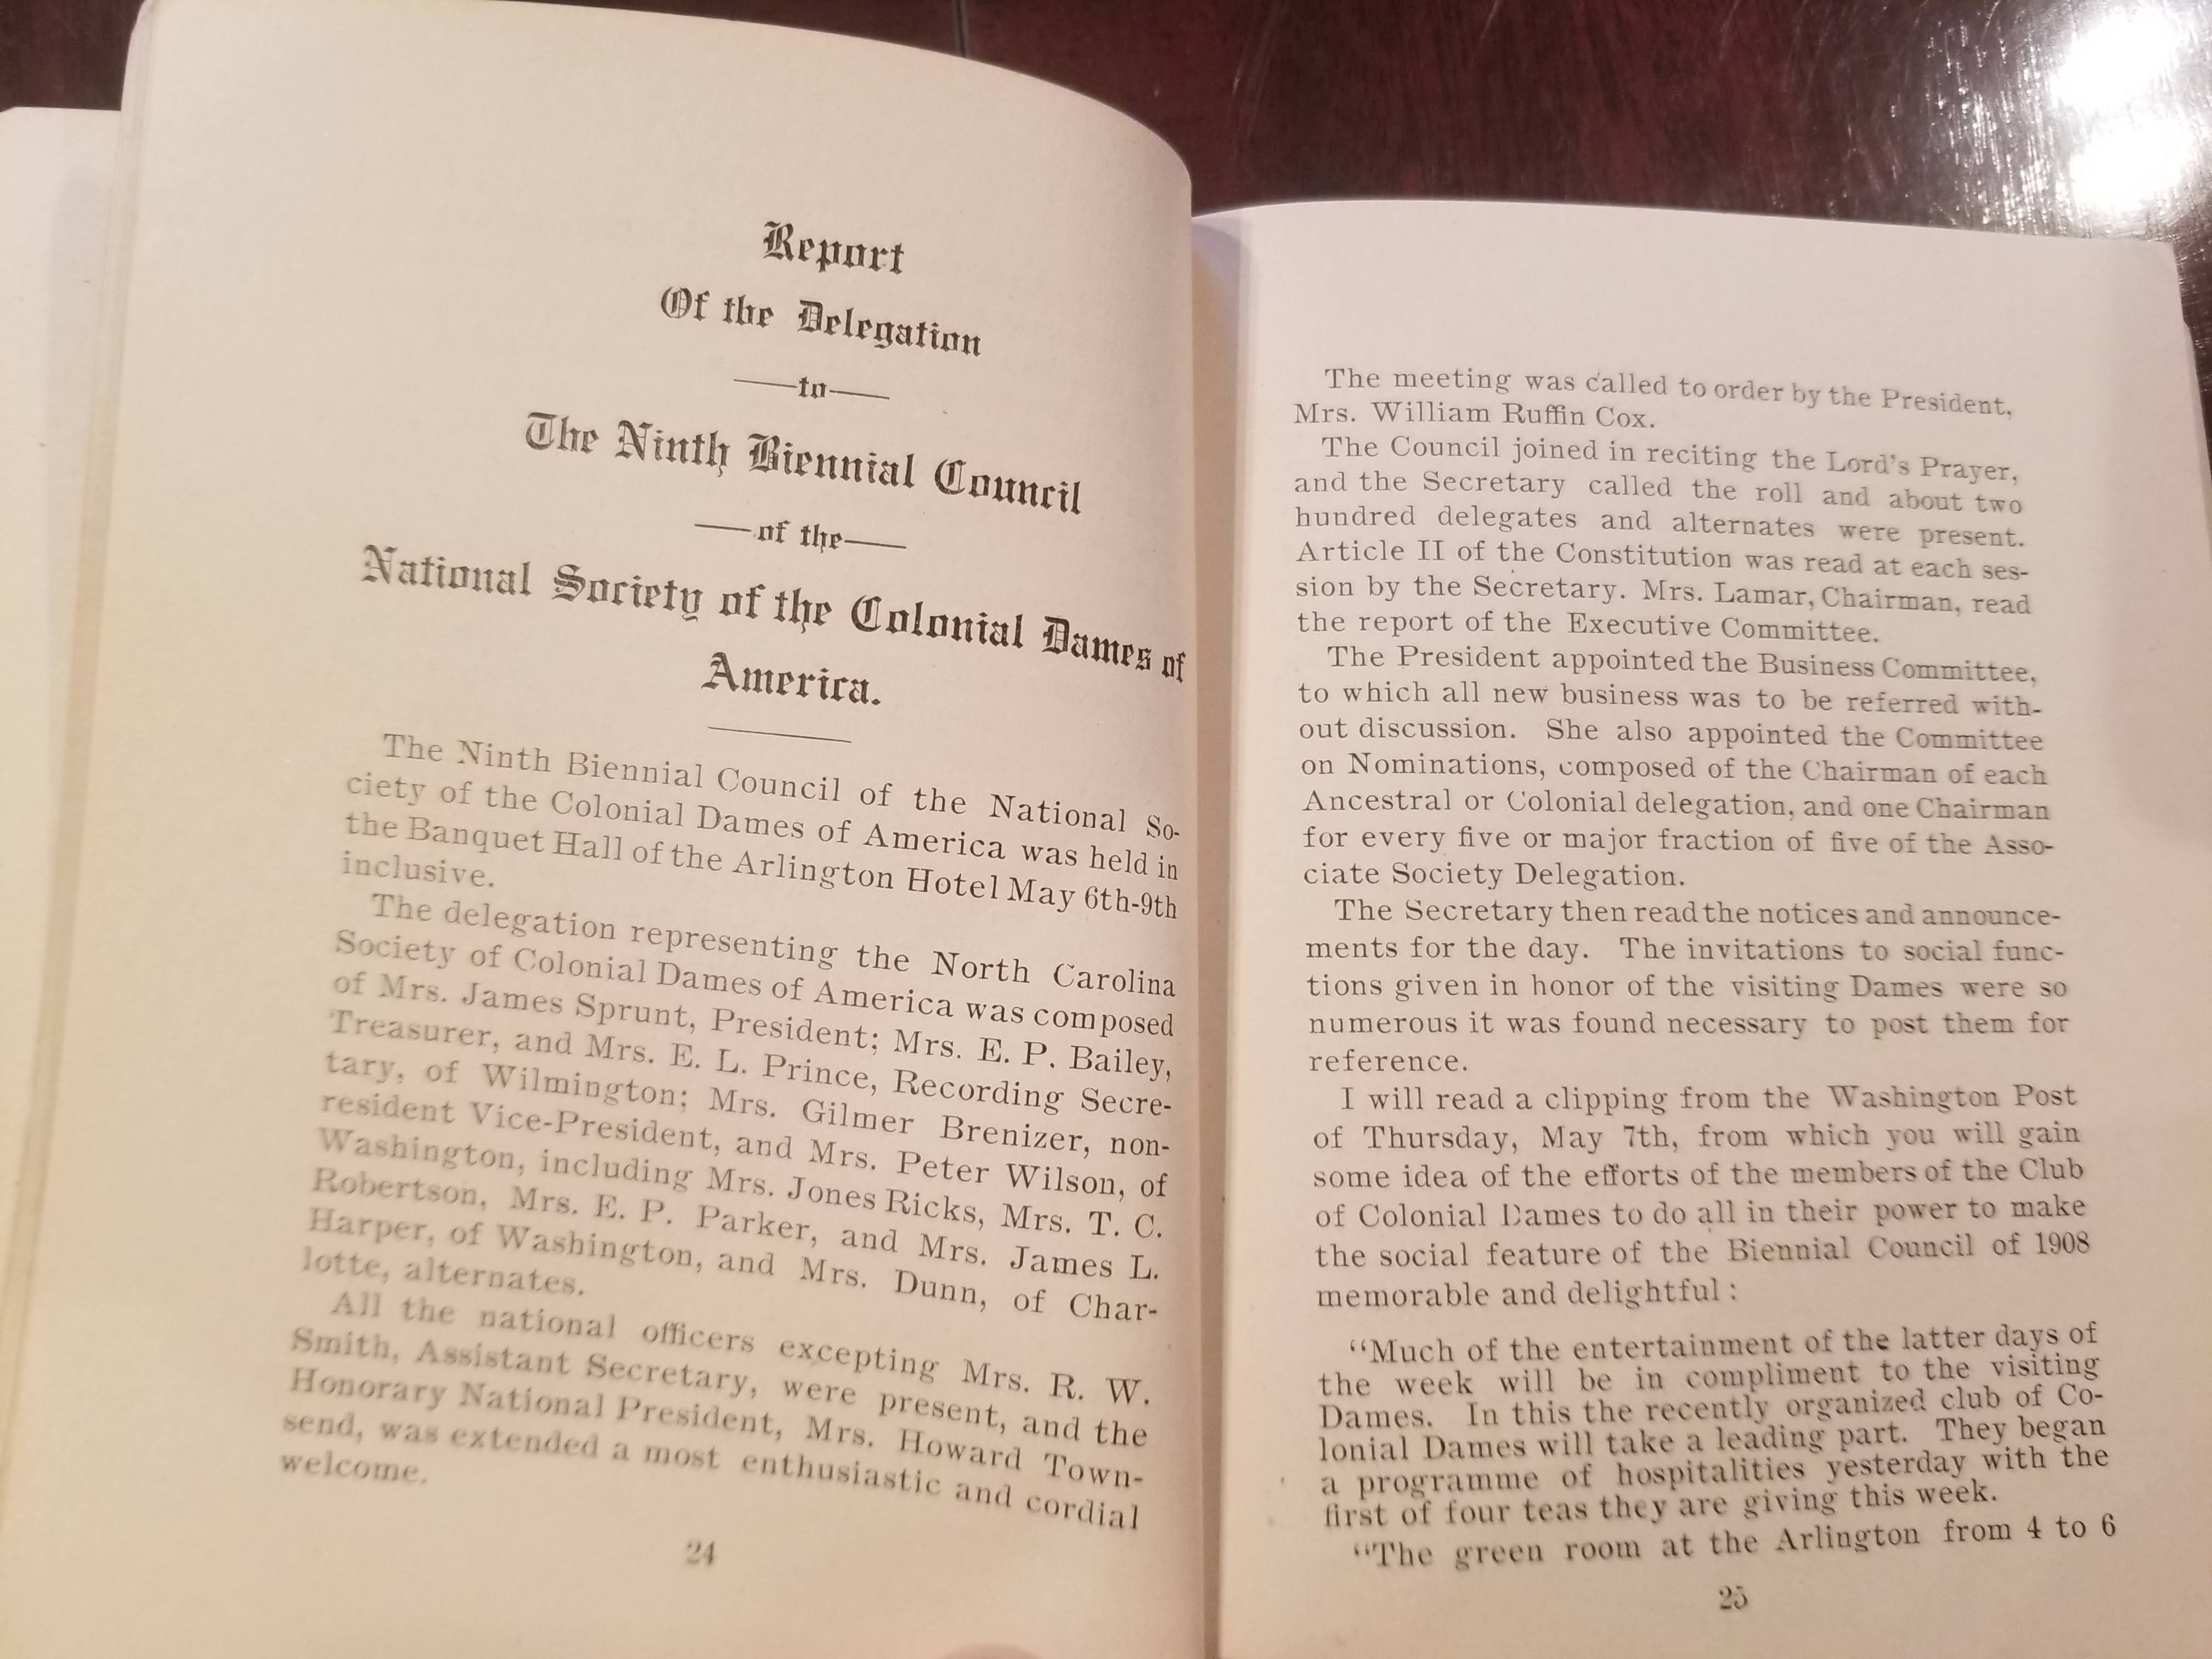 Report
Of the Delegation
—to—
The Ninth Biennial Council
—of the—
National Society of the Colonial Dames of
America.
The Ninth Biennial Council of the National So-
ciety of the Colonial Dames of America was held in
the Banquet Hall of the Arlington Hotel May 6th-9th
inclusive.
The delegation representing the North Carolina
Society of Colonial Dames of America was composed
of Mrs. James Sprunt, President; Mrs. E. P. Bailey,
Treasurer, and Mrs. E. L. Prince, Recording Secre-
tary, of Wilmington; Mrs. Gilmer Brenizer, non-
resident Vice-President, and Mrs. Peter Wilson, of
Washington, including Mrs. Jones Ricks, Mrs. T. C.
Robertson, Mrs. E. P. Parker, and Mrs. James L.
Harper, of Washington, and Mrs. Dunn, of Char-
lotte, alternates.
All the national officers excepting Mrs. R. W.
Smith, Assistant Secretary, were present, and the
Honorary National President, Mrs. Howard Town-
send, was extended a most enthusiastic and cordial
welcome.
24
The meeting was called to order by the President,
Mrs. William Ruffin Cox.
The Council joined in reciting the Lord's Prayer,
and the Secretary called the roll and about two
hundred delegates and alternates were present.
Article II of the Constitution was read at each ses-
sion by the Secretary. Mrs. Lamar, Chairman, read
the report of the Executive Committee.
The President appointed the Business Committee,
to which all new business was to be referred with-
out discussion. She also appointed the Committee
on Nominations, composed of the Chairman of each
Ancestral or Colonial delegation, and one Chairman
for every five or major fraction of five of the Asso-
ciate Society Delegation.
The Secretary then read the notices and announce-
ments for the day. The invitations to social func-
tions given in honor of the visiting Dames were so
numerous it was found necessary to post them for
reference.
I will read a clipping from the Washington Post
of Thursday, May 7th, from which you will gain
some idea of the efforts of the members of the Club
of Colonial Dames to do all in their power to make
the social feature of the Biennial Council of 1908
memorable and delightful:
"Much of the entertainment of the latter days of
the week will be in compliment to the visiting
Dames. In this the recently organized club of Co-
lonial Dames will take a leading part. They began
a programme of hospitalities yesterday with the
first of four teas they are giving this week.
"The green room at the Arlington from 4 to 6
25